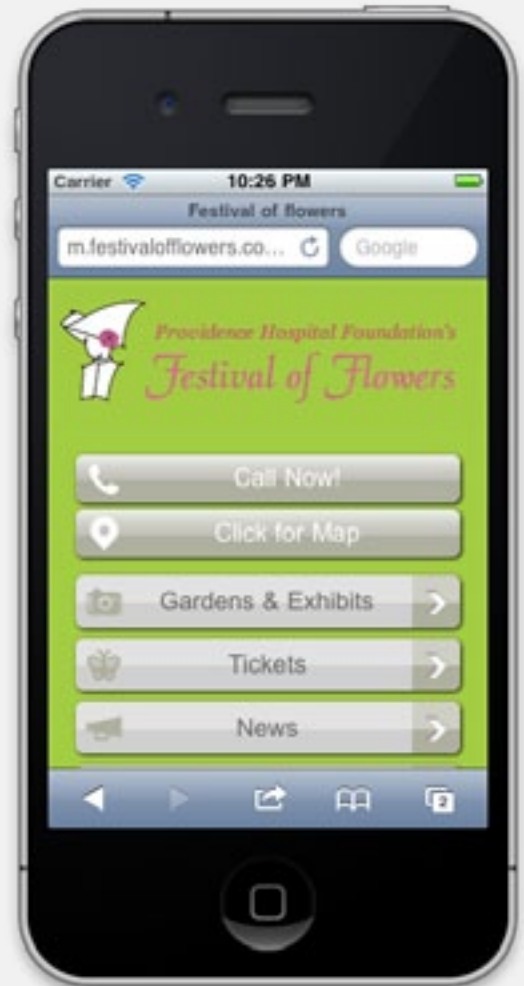 Carrier 10:26 PM
Festival of flowers
m.festivalofflowers.co... Google
Providence Hospital Foundation's
Festival of Flowers
Call Now!
Click for Map
Gardens & Exhibits
Tickets
News
2